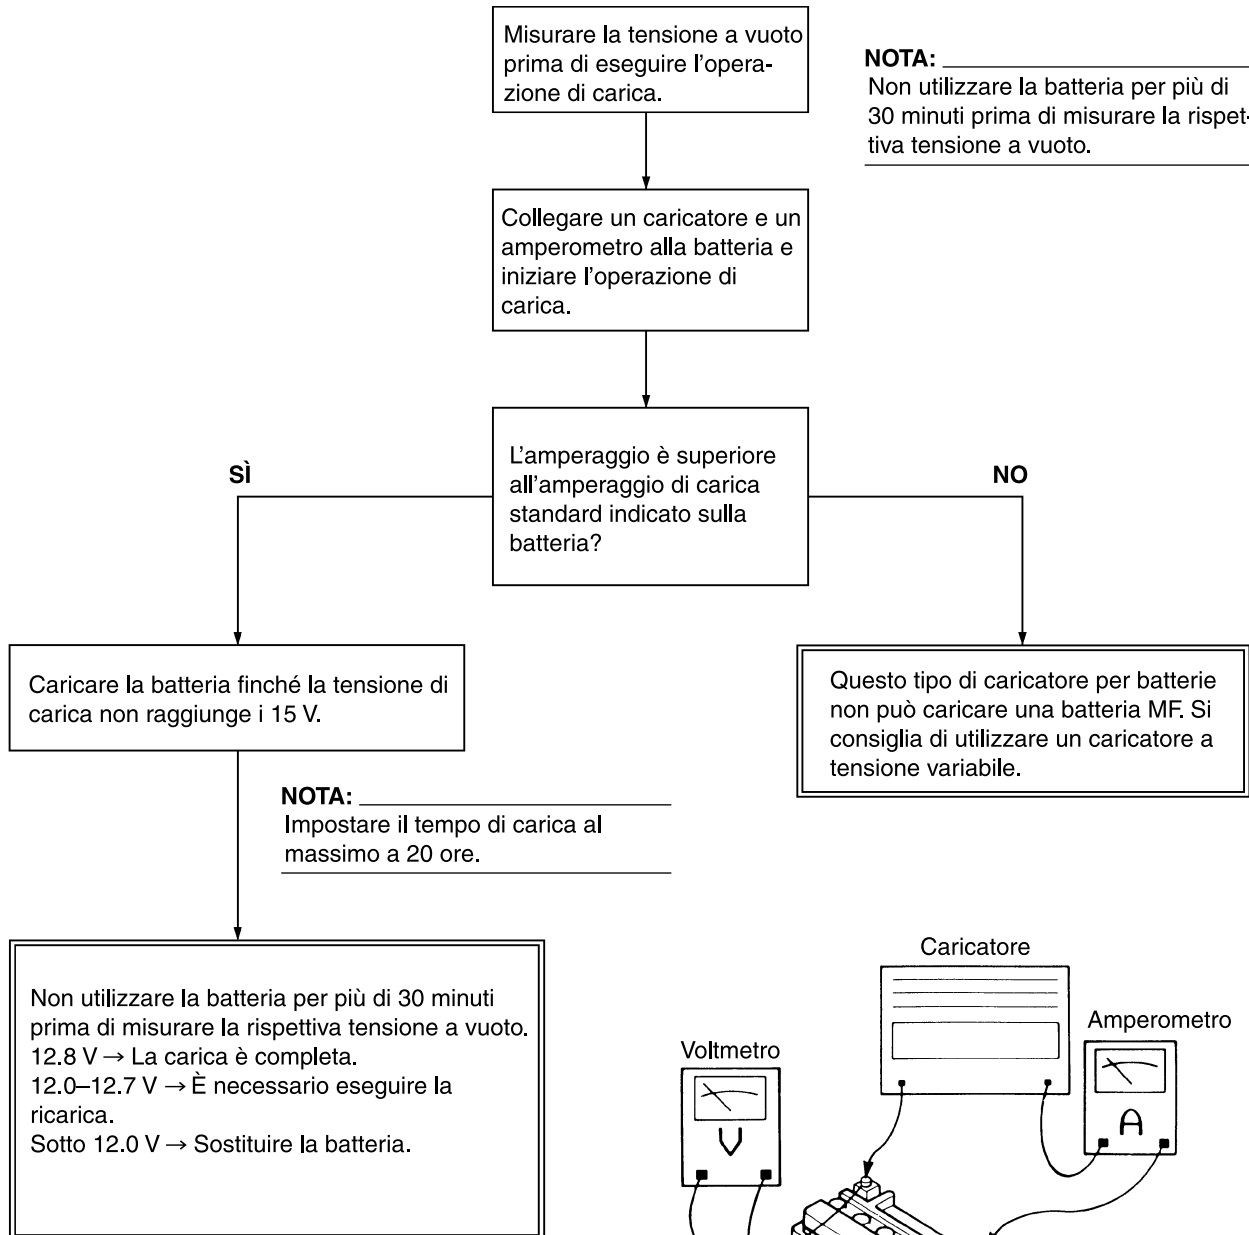 Misurare la tensione a vuoto
prima di eseguire l'opera-
zione di carica.
NOTA:
Non utilizzare la batteria per più di
30 minuti prima di misurare la rispet-
tiva tensione a vuoto.
Collegare un caricatore e un
amperometro alla batteria e
iniziare l'operazione di
carica.
L'amperaggio è superiore
all'amperaggio di carica
standard indicato sulla
batteria?
SÌ
NO
Caricare la batteria finché la tensione di
carica non raggiunge i 15 V.
Questo tipo di caricatore per batterie
non può caricare una batteria MF. Si
consiglia di utilizzare un caricatore a
tensione variabile.
NOTA:
Impostare il tempo di carica al
massimo a 20 ore.
Non utilizzare la batteria per più di 30 minuti
prima di misurare la rispettiva tensione a vuoto.
12.8 V → La carica è completa.
12.0–12.7 V → È necessario eseguire la
ricarica.
Sotto 12.0 V → Sostituire la batteria.
Caricatore
Amperometro
Voltmetro
V
A